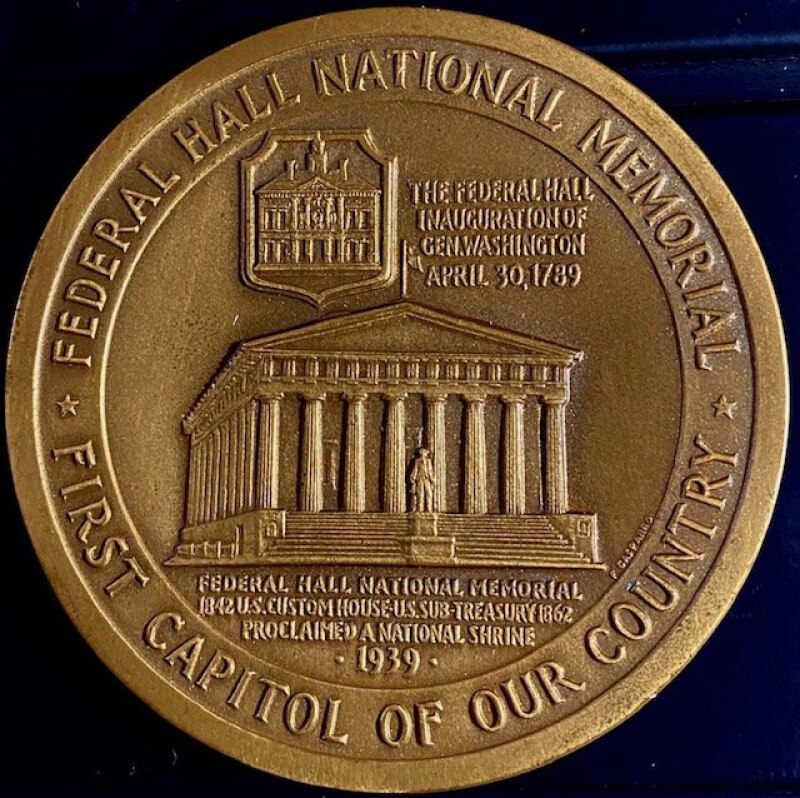 FEDERAL HALL NATIONAL MEMORIAL
THE FEDERAL HALL
INAUGURATION OF
GEN.WASHINGTON
APRIL 30,1789
FEDERAL HALL NATIONAL MEMORIAL
1842 U.S. CUSTOM HOUSE-U.S. SUB-TREASURY 1862
PROCLAIMED A NATIONAL SHRINE
· 1939 ·
★ FIRST CAPITOL OF OUR COUNTRY ★